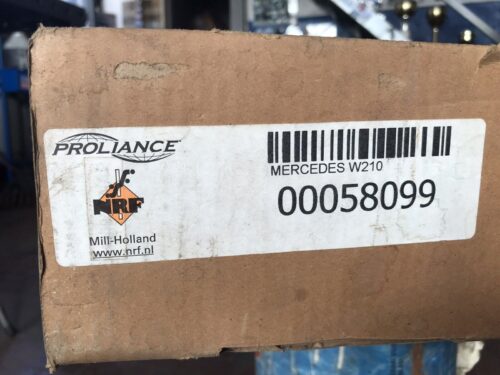 PROLIANCE
NRF
Mill-Holland
www.nrf.nl
MERCEDES W210
00058099